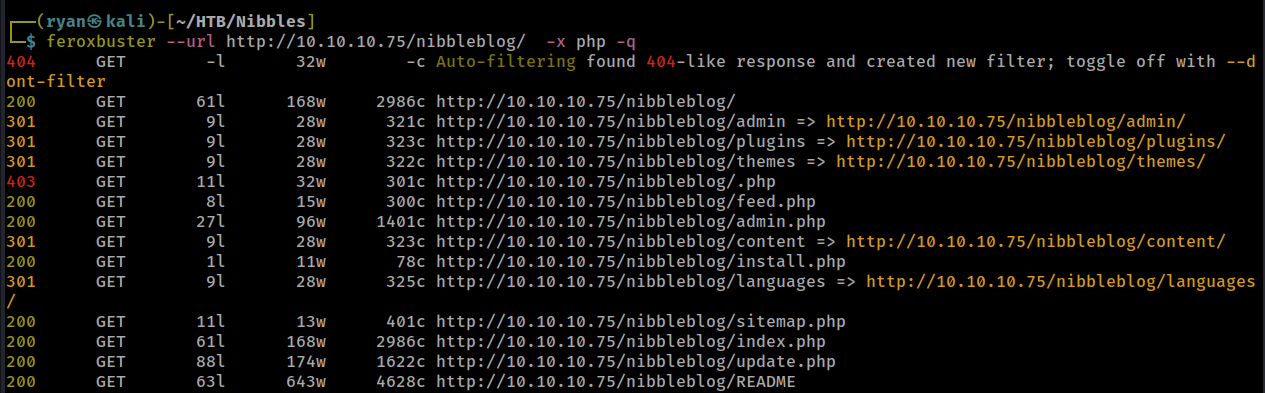 ┌──(ryan㉿kali)-[~/HTB/Nibbles]
└─$ feroxbuster --url http://10.10.10.75/nibbleblog/  -x php -q
404      GET        -l       32w        -c Auto-filtering found 404-like response and created new filter; toggle off with --d
ont-filter
200      GET       61l      168w     2986c http://10.10.10.75/nibbleblog/
301      GET        9l       28w      321c http://10.10.10.75/nibbleblog/admin => http://10.10.10.75/nibbleblog/admin/
301      GET        9l       28w      323c http://10.10.10.75/nibbleblog/plugins => http://10.10.10.75/nibbleblog/plugins/
301      GET        9l       28w      322c http://10.10.10.75/nibbleblog/themes => http://10.10.10.75/nibbleblog/themes/
403      GET       11l       32w      301c http://10.10.10.75/nibbleblog/.php
200      GET        8l       15w      300c http://10.10.10.75/nibbleblog/feed.php
200      GET       27l       96w     1401c http://10.10.10.75/nibbleblog/admin.php
301      GET        9l       28w      323c http://10.10.10.75/nibbleblog/content => http://10.10.10.75/nibbleblog/content/
200      GET        1l       11w       78c http://10.10.10.75/nibbleblog/install.php
301      GET        9l       28w      325c http://10.10.10.75/nibbleblog/languages => http://10.10.10.75/nibbleblog/languages
/
200      GET       11l       13w      401c http://10.10.10.75/nibbleblog/sitemap.php
200      GET       61l      168w     2986c http://10.10.10.75/nibbleblog/index.php
200      GET       88l      174w     1622c http://10.10.10.75/nibbleblog/update.php
200      GET       63l      643w     4628c http://10.10.10.75/nibbleblog/README